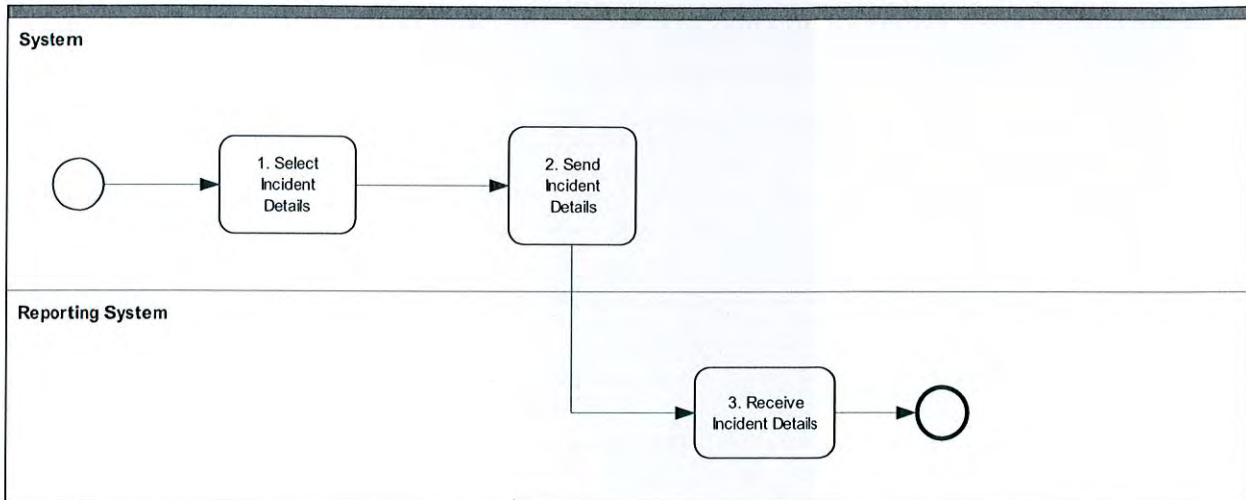 System
1. Select
Incident
Details
2. Send
Incident
Details
Reporting System
3. Receive
Incident Details